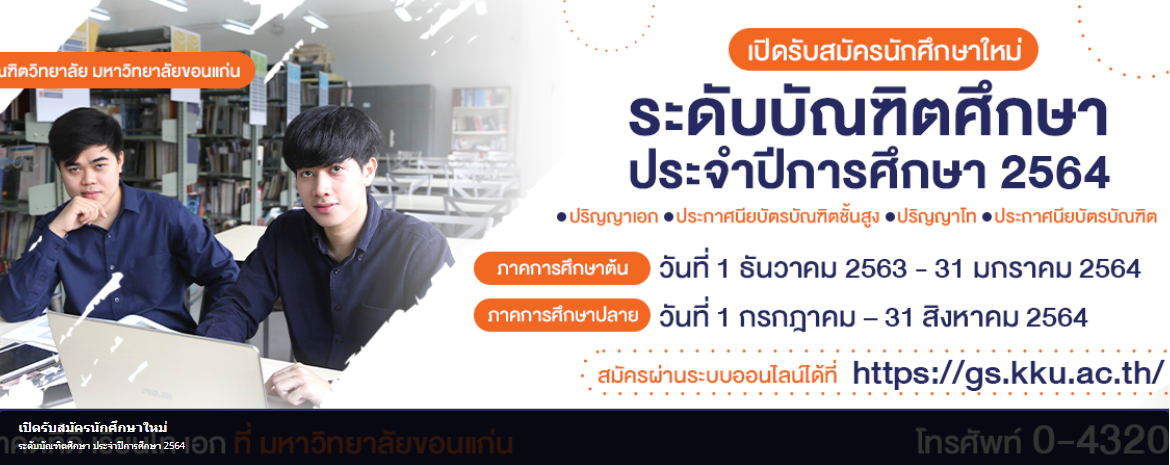 เปิดรับสมัครนักศึกษาใหม่
บัณฑิตวิทยาลัย มหาวิทยาลัยขอนแก่น
ระดับบัณฑิตศึกษา
ประจำปีการศึกษา 2564
•ปริญญาเอก •ประกาศนียบัตรบัณฑิตชั้นสูง •ปริญญาโท •ประกาศนียบัตรบัณฑิต
ภาคการศึกษาต้น วันที่ 1 ธันวาคม 2563 - 31 มกราคม 2564
ภาคการศึกษาปลาย วันที่ 1 กรกฎาคม – 31 สิงหาคม 2564
สมัครผ่านระบบออนไลน์ได้ที่ https://gs.kku.ac.th/
เปิดรับสมัครนักศึกษาใหม่
ระดับบัณฑิตศึกษา ประจำปีการศึกษา 2564
ที่ มหาวิทยาลัยขอนแก่น โทรศัพท์ 0-4320